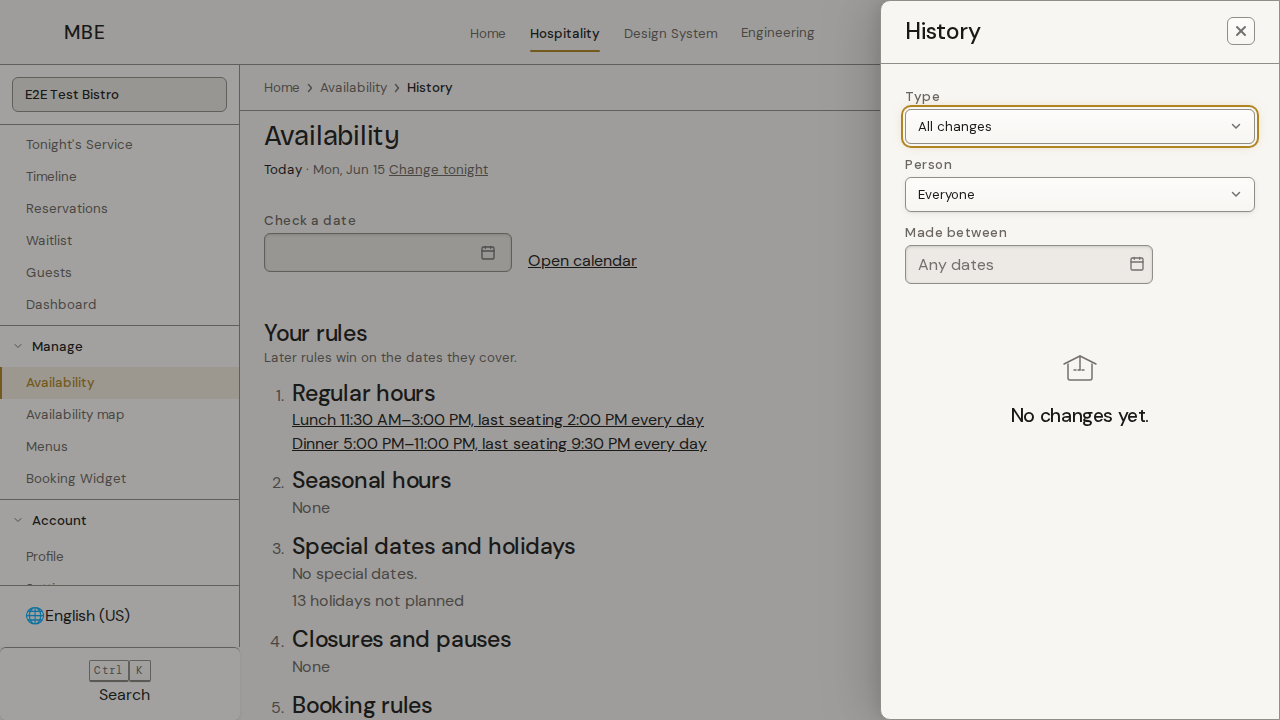 MBE
Home
Hospitality
Design System
Engineering
E2E Test Bistro
Tonight's Service
Timeline
Reservations
Waitlist
Guests
Dashboard
Manage
Availability
Availability map
Menus
Booking Widget
Account
Profile
🌐English (US)
Ctrl K
Search
Home > Availability > History
Availability
Today · Mon, Jun 15 Change tonight
Check a date
Open calendar
Your rules
Later rules win on the dates they cover.
1. Regular hours
Lunch 11:30 AM–3:00 PM, last seating 2:00 PM every day
Dinner 5:00 PM–11:00 PM, last seating 9:30 PM every day
2. Seasonal hours
None
3. Special dates and holidays
No special dates.
13 holidays not planned
4. Closures and pauses
None
5. Booking rules
History
Type
All changes
Person
Everyone
Made between
Any dates
No changes yet.